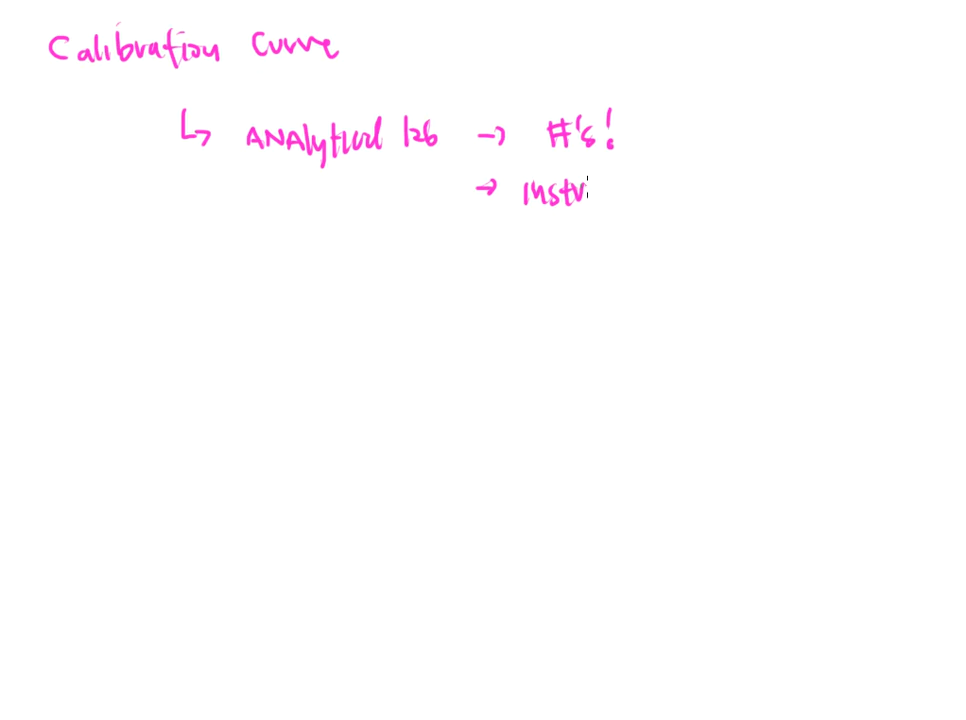 Calibration Curve
↳ ANAlytical lab → #'s!
→ instr